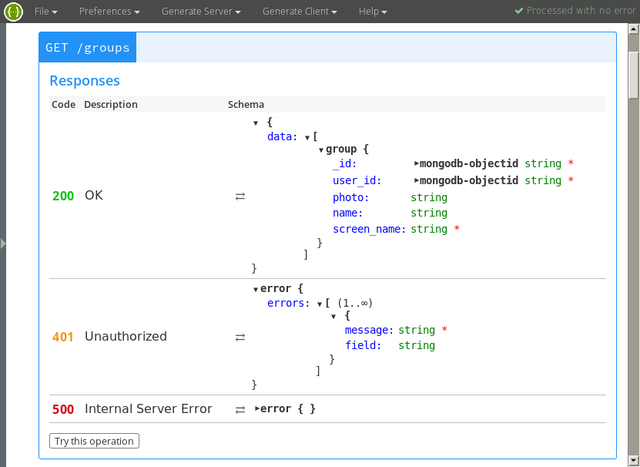 {··} File ▾ Preferences ▾ Generate Server ▾ Generate Client ▾ Help ▾ ✔ Processed with no error
GET /groups
Responses
Code Description Schema
▾ {
data: ▾[
▾group {
_id: ▸mongodb-objectid string *
user_id: ▸mongodb-objectid string *
200 OK ⇄ photo: string
name: string
screen_name: string *
}
]
}
▾error {
errors: ▾[ (1..∞)
▾ {
401 Unauthorized ⇄ message: string *
field: string
}
]
}
500 Internal Server Error ⇄ ▸error { }
Try this operation